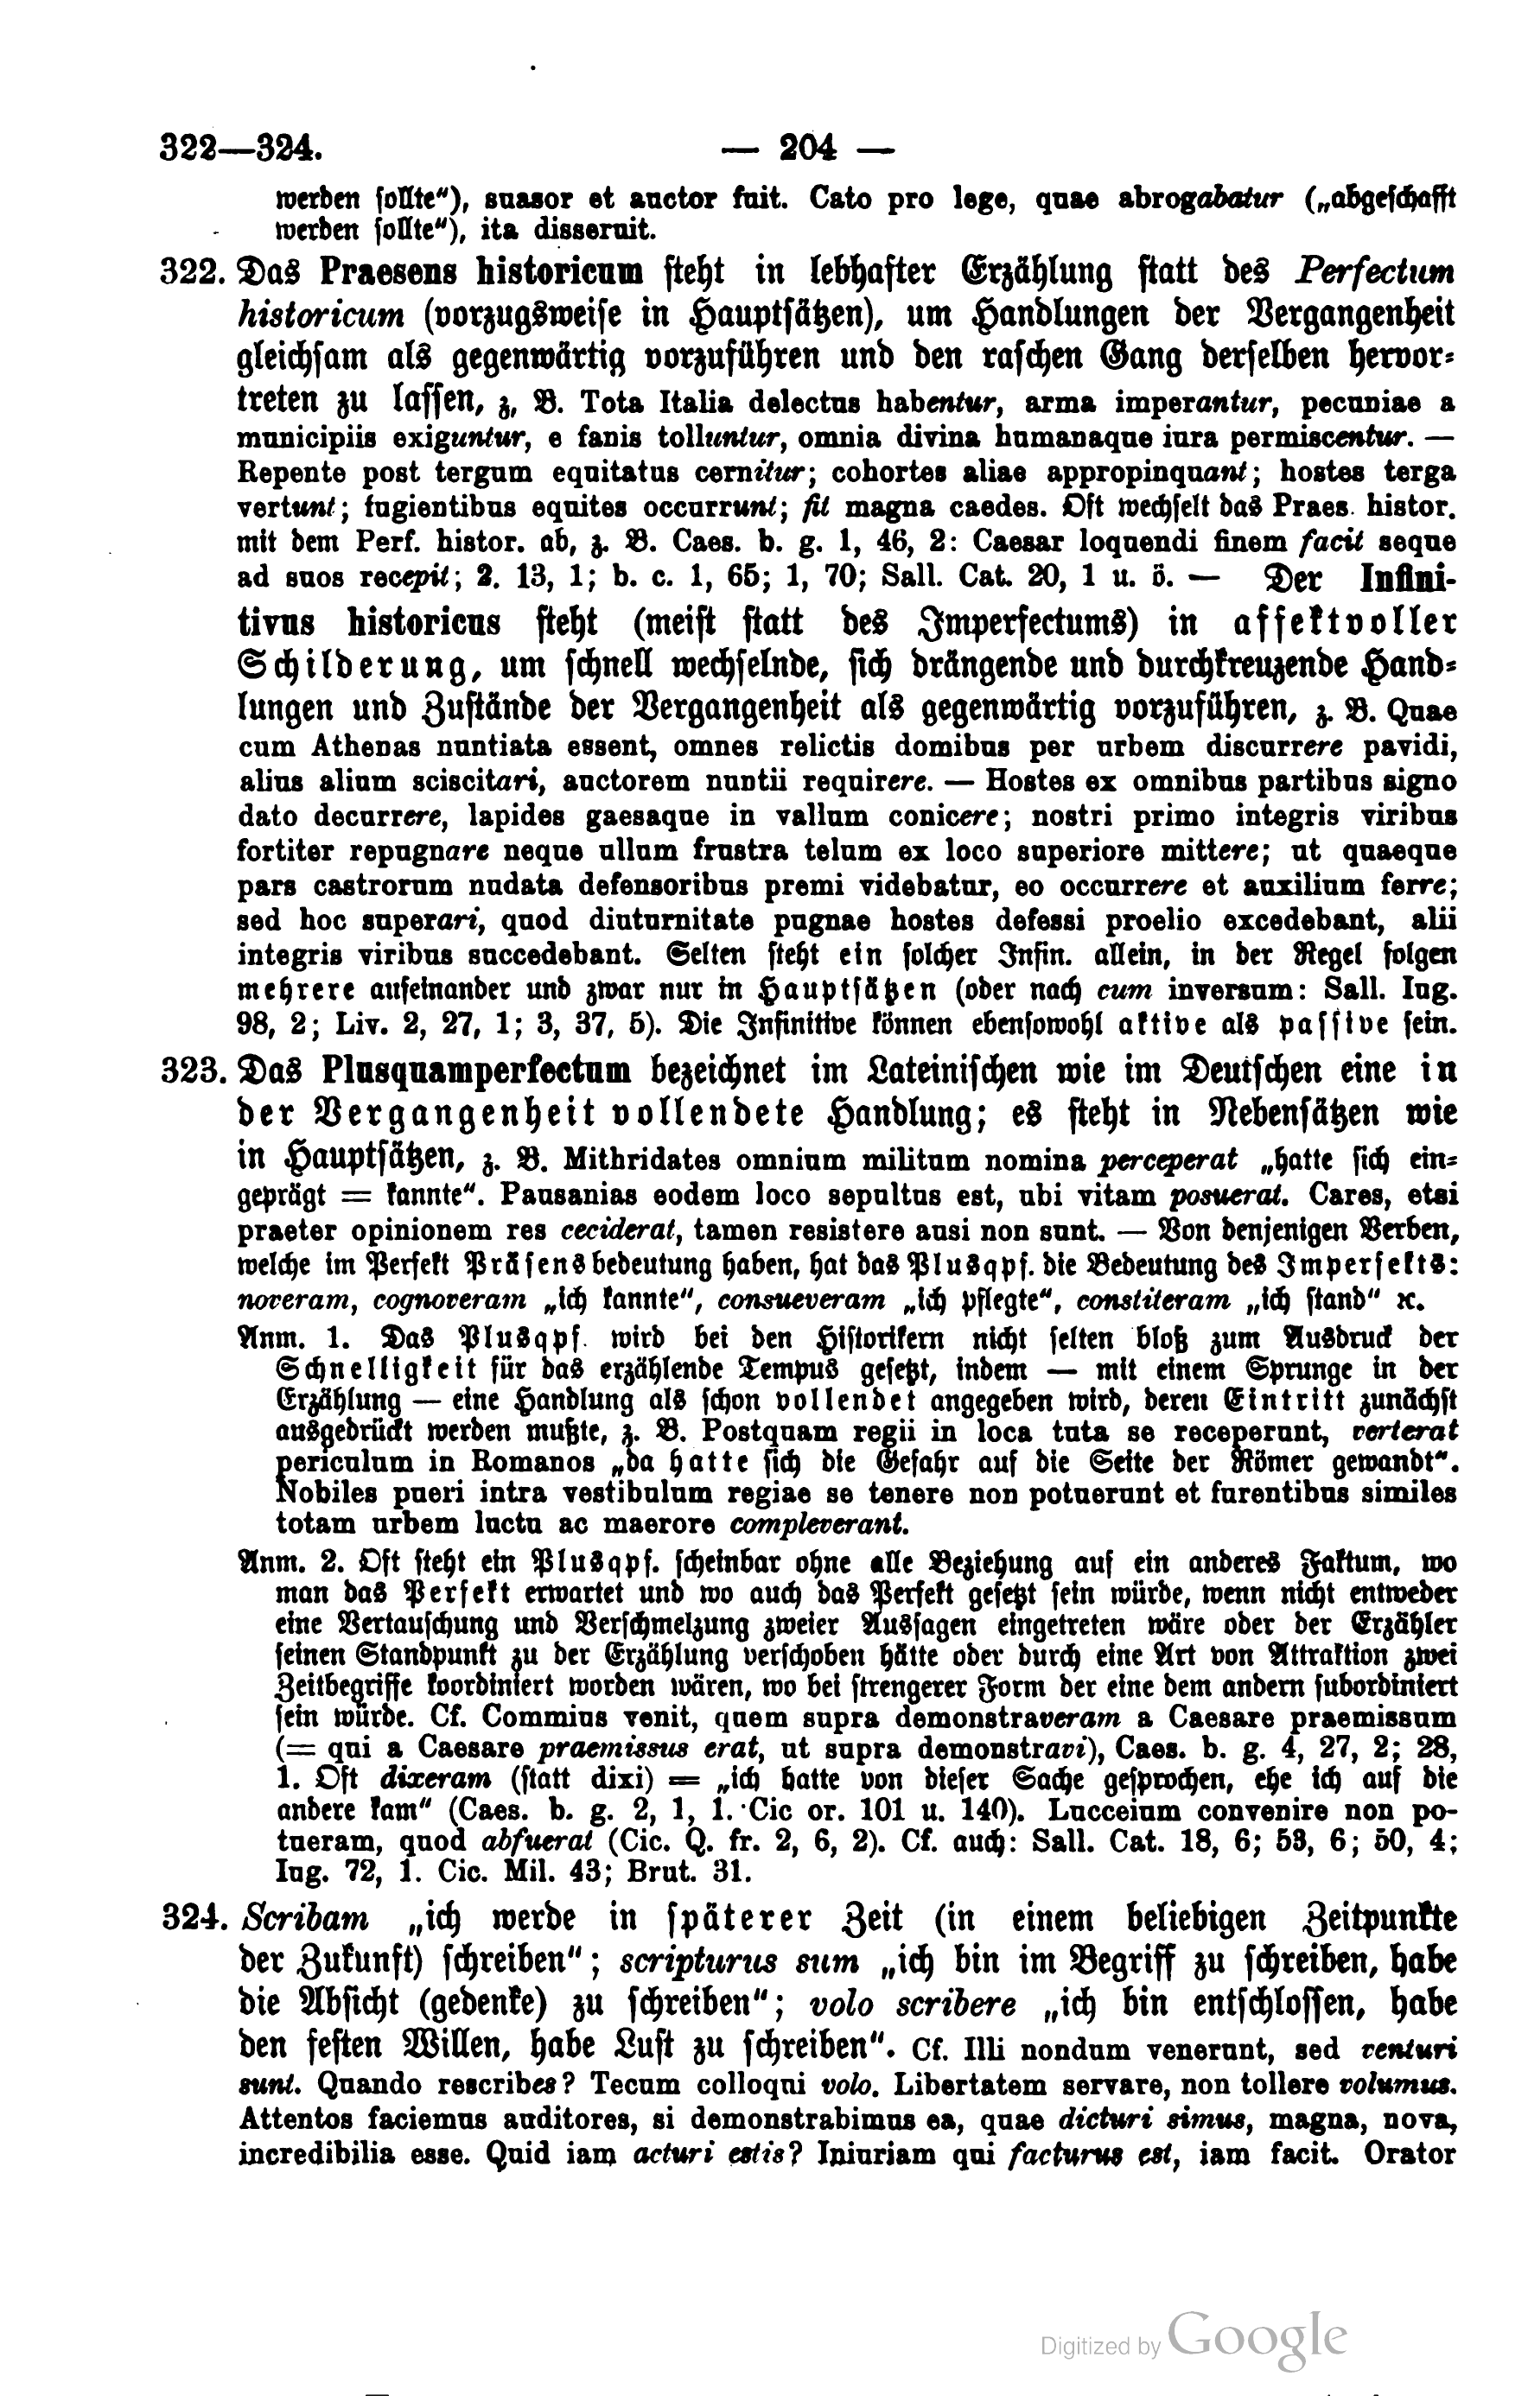 322—324. — 204 —
werden sollte“), suasor et auctor fuit. Cato pro lege, quae abrogabatur („abgeschafft
werden sollte“), ita disseruit.
322. Das Praesens historicum steht in lebhafter Erzählung statt des Perfectum
historicum (vorzugsweise in Hauptsätzen), um Handlungen der Vergangenheit
gleichsam als gegenwärtig vorzuführen und den raschen Gang derselben hervor-
treten zu lassen, z, B. Tota Italia delectus habentur, arma imperantur, pecuniae a
municipiis exiguntur, e fanis tolluntur, omnia divina humanaque iura permiscentur. —
Repente post tergum equitatus cernitur; cohortes aliae appropinquant; hostes terga
vertunt; fugientibus equites occurrunt; fit magna caedes. Oft wechselt das Praes. histor.
mit dem Perf. histor. ab, z. B. Caes. b. g. 1, 46, 2: Caesar loquendi finem facit seque
ad suos recepit; 2. 13, 1; b. c. 1, 65; 1, 70; Sall. Cat. 20, 1 u. ö. — Der Infini-
tivus historicus steht (meist statt des Imperfectums) in affektvoller
Schilderung, um schnell wechselnde, sich drängende und durchkreuzende Hand-
lungen und Zustände der Vergangenheit als gegenwärtig vorzuführen, z. B. Quae
cum Athenas nuntiata essent, omnes relictis domibus per urbem discurrere pavidi,
alius alium sciscitari, auctorem nuntii requirere. — Hostes ex omnibus partibus signo
dato decurrere, lapides gaesaque in vallum conicere; nostri primo integris viribus
fortiter repugnare neque ullum frustra telum ex loco superiore mittere; ut quaeque
pars castrorum nudata defensoribus premi videbatur, eo occurrere et auxilium ferre;
sed hoc superari, quod diuturnitate pugnae hostes defessi proelio excedebant, alii
integris viribus succedebant. Selten steht ein solcher Infin. allein, in der Regel folgen
mehrere aufeinander und zwar nur in Hauptsätzen (oder nach cum inversum: Sall. Iug.
98, 2; Liv. 2, 27, 1; 3, 37, 5). Die Infinitive können ebensowohl aktive als passive sein.
323. Das Plusquamperfectum bezeichnet im Lateinischen wie im Deutschen eine in
der Vergangenheit vollendete Handlung; es steht in Nebensätzen wie
in Hauptsätzen, z. B. Mithridates omnium militum nomina perceperat „hatte sich ein-
geprägt = kannte“. Pausanias eodem loco sepultus est, ubi vitam posuerat. Cares, etsi
praeter opinionem res ceciderat, tamen resistere ausi non sunt. — Von denjenigen Verben,
welche im Perfekt Präsensbedeutung haben, hat das Plusqpf. die Bedeutung des Imperfekts:
noveram, cognoveram „ich kannte“, consueveram „ich pflegte“, constiteram „ich stand“ ꝛc.
Anm. 1. Das Plusqpf. wird bei den Historikern nicht selten bloß zum Ausdruck der
Schnelligkeit für das erzählende Tempus gesetzt, indem — mit einem Sprunge in der
Erzählung — eine Handlung als schon vollendet angegeben wird, deren Eintritt zunächst
ausgedrückt werden mußte, z. B. Postquam regii in loca tuta se receperunt, verterat
periculum in Romanos „da hatte sich die Gefahr auf die Seite der Römer gewandt“.
Nobiles pueri intra vestibulum regiae se tenere non potuerunt et furentibus similes
totam urbem luctu ac maerore compleverant.
Anm. 2. Oft steht ein Plusqpf. scheinbar ohne alle Beziehung auf ein anderes Faktum, wo
man das Perfekt erwartet und wo auch das Perfekt gesetzt sein würde, wenn nicht entweder
eine Vertauschung und Verschmelzung zweier Aussagen eingetreten wäre oder der Erzähler
seinen Standpunkt zu der Erzählung verschoben hätte oder durch eine Art von Attraktion zwei
Zeitbegriffe koordiniert worden wären, wo bei strengerer Form der eine dem andern subordiniert
sein würde. Cf. Commius venit, quem supra demonstraveram a Caesare praemissum
(= qui a Caesare praemissus erat, ut supra demonstravi), Caes. b. g. 4, 27, 2; 28,
1. Oft dixeram (statt dixi) = „ich hatte von dieser Sache gesprochen, ehe ich auf die
andere kam“ (Caes. b. g. 2, 1, 1. Cic or. 101 u. 140). Lucceium convenire non po-
tueram, quod abfuerat (Cic. Q. fr. 2, 6, 2). Cf. auch: Sall. Cat. 18, 6; 53, 6; 50, 4;
Iug. 72, 1. Cic. Mil. 43; Brut. 31.
324. Scribam „ich werde in späterer Zeit (in einem beliebigen Zeitpunkte
der Zukunft) schreiben“; scripturus sum „ich bin im Begriff zu schreiben, habe
die Absicht (gedenke) zu schreiben“; volo scribere „ich bin entschlossen, habe
den festen Willen, habe Lust zu schreiben“. Cf. Illi nondum venerunt, sed venturi
sunt. Quando rescribes? Tecum colloqui volo. Libertatem servare, non tollere volumus.
Attentos faciemus auditores, si demonstrabimus ea, quae dicturi simus, magna, nova,
incredibilia esse. Quid iam acturi estis? Iniuriam qui facturus est, iam facit. Orator
Digitized by Google